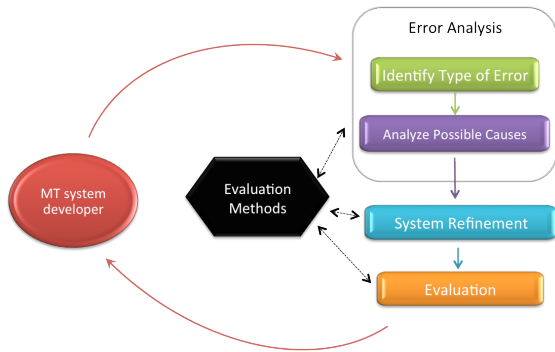 Error Analysis
Identify Type of Error
Analyze Possible Causes
MT system
developer
Evaluation
Methods
System Refinement
Evaluation